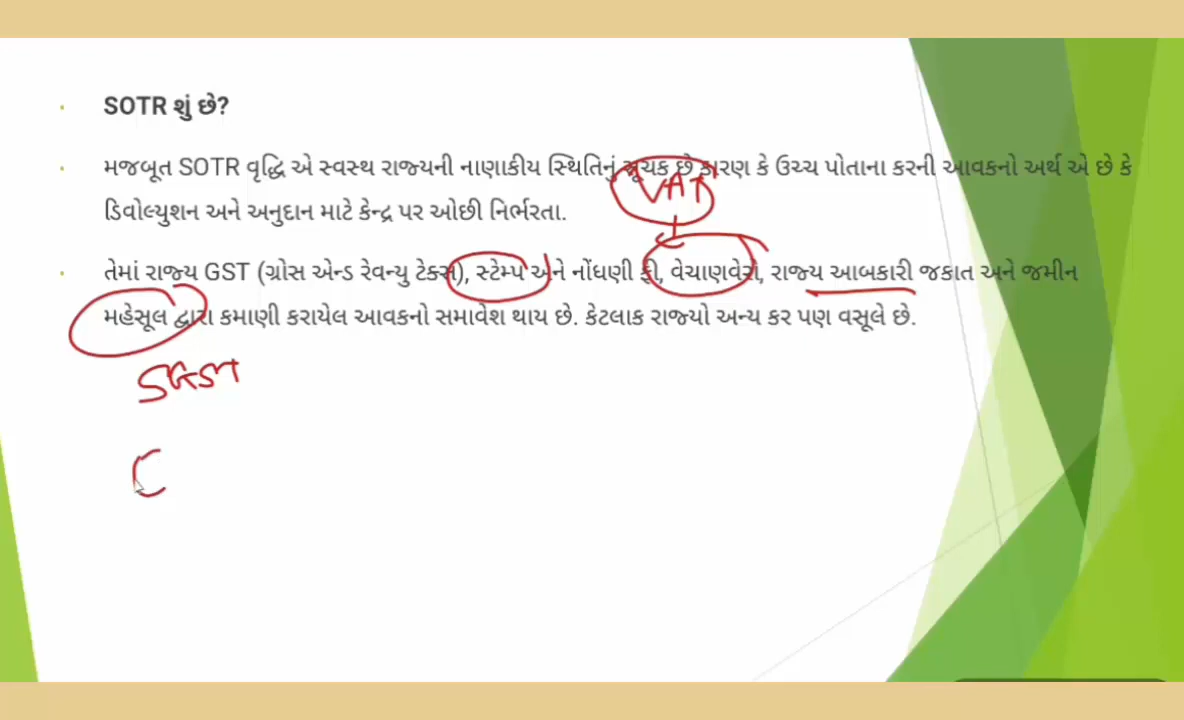 SOTR શું છે?
મજબૂત SOTR વૃદ્ધિ એ સ્વસ્થ રાજ્યની નાણાકીય સ્થિતિનું સૂચક છે કારણ કે ઉચ્ચ પોતાના કરની આવકનો અર્થ એ છે કે
VAT
ડિવોલ્યુશન અને અનુદાન માટે કેન્દ્ર પર ઓછી નિર્ભરતા.
તેમાં રાજ્ય GST (ગ્રોસ એન્ડ રેવન્યુ ટેક્સ), સ્ટેમ્પ અને નોંધણી ફી, વેચાણવેરો, રાજ્ય આબકારી જકાત અને જમીન
મહેસૂલ દ્વારા કમાણી કરાયેલ આવકનો સમાવેશ થાય છે. કેટલાક રાજ્યો અન્ય કર પણ વસૂલે છે.
SGST